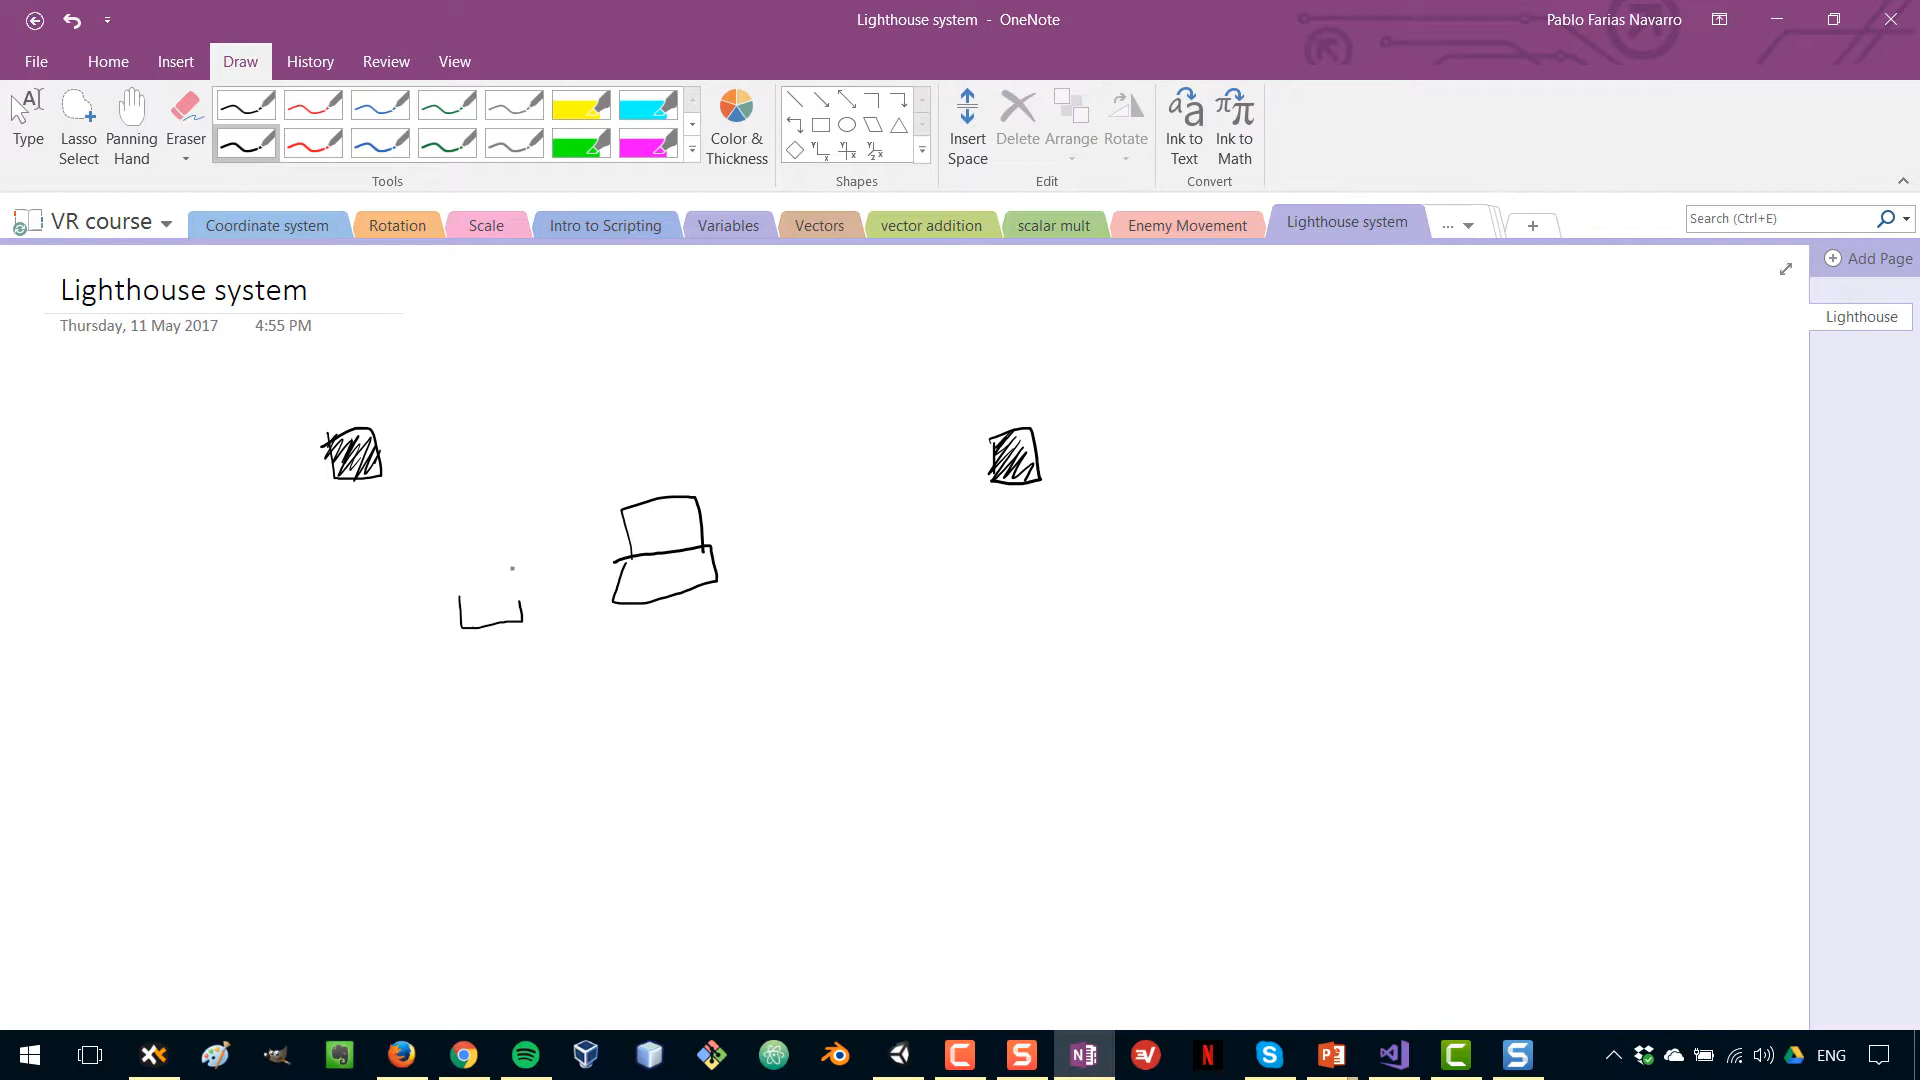 Lighthouse system - OneNote
Pablo Farias Navarro
File Home Insert Draw History Review View
Type
Lasso Select
Panning Hand
Eraser
Color & Thickness
Insert Space
Delete
Arrange
Rotate
Ink to Text
Ink to Math
Tools
Shapes
Edit
Convert
VR course
Coordinate system
Rotation
Scale
Intro to Scripting
Variables
Vectors
vector addition
scalar mult
Enemy Movement
Lighthouse system
...
Search (Ctrl+E)
Add Page
Lighthouse
Lighthouse system
Thursday, 11 May 2017 4:55 PM
ENG